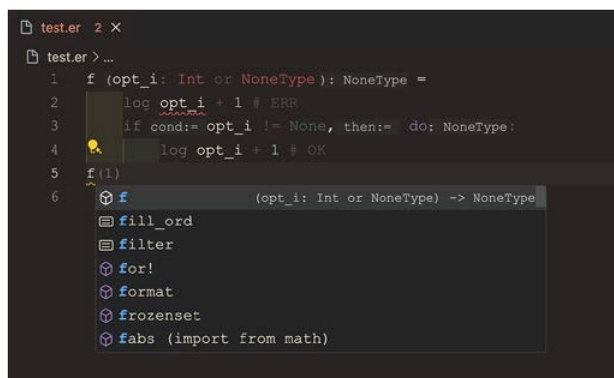 test.er 2 ×
test.er > ...
1 f (opt_i: Int or NoneType): NoneType =
2 log opt_i + 1 # ERR
3 if cond:= opt_i != None, then:= do: NoneType:
4 log opt_i + 1 # OK
5 f(1)
6
f (opt_i: Int or NoneType) -> NoneType
fill_ord
filter
for!
format
frozenset
fabs (import from math)